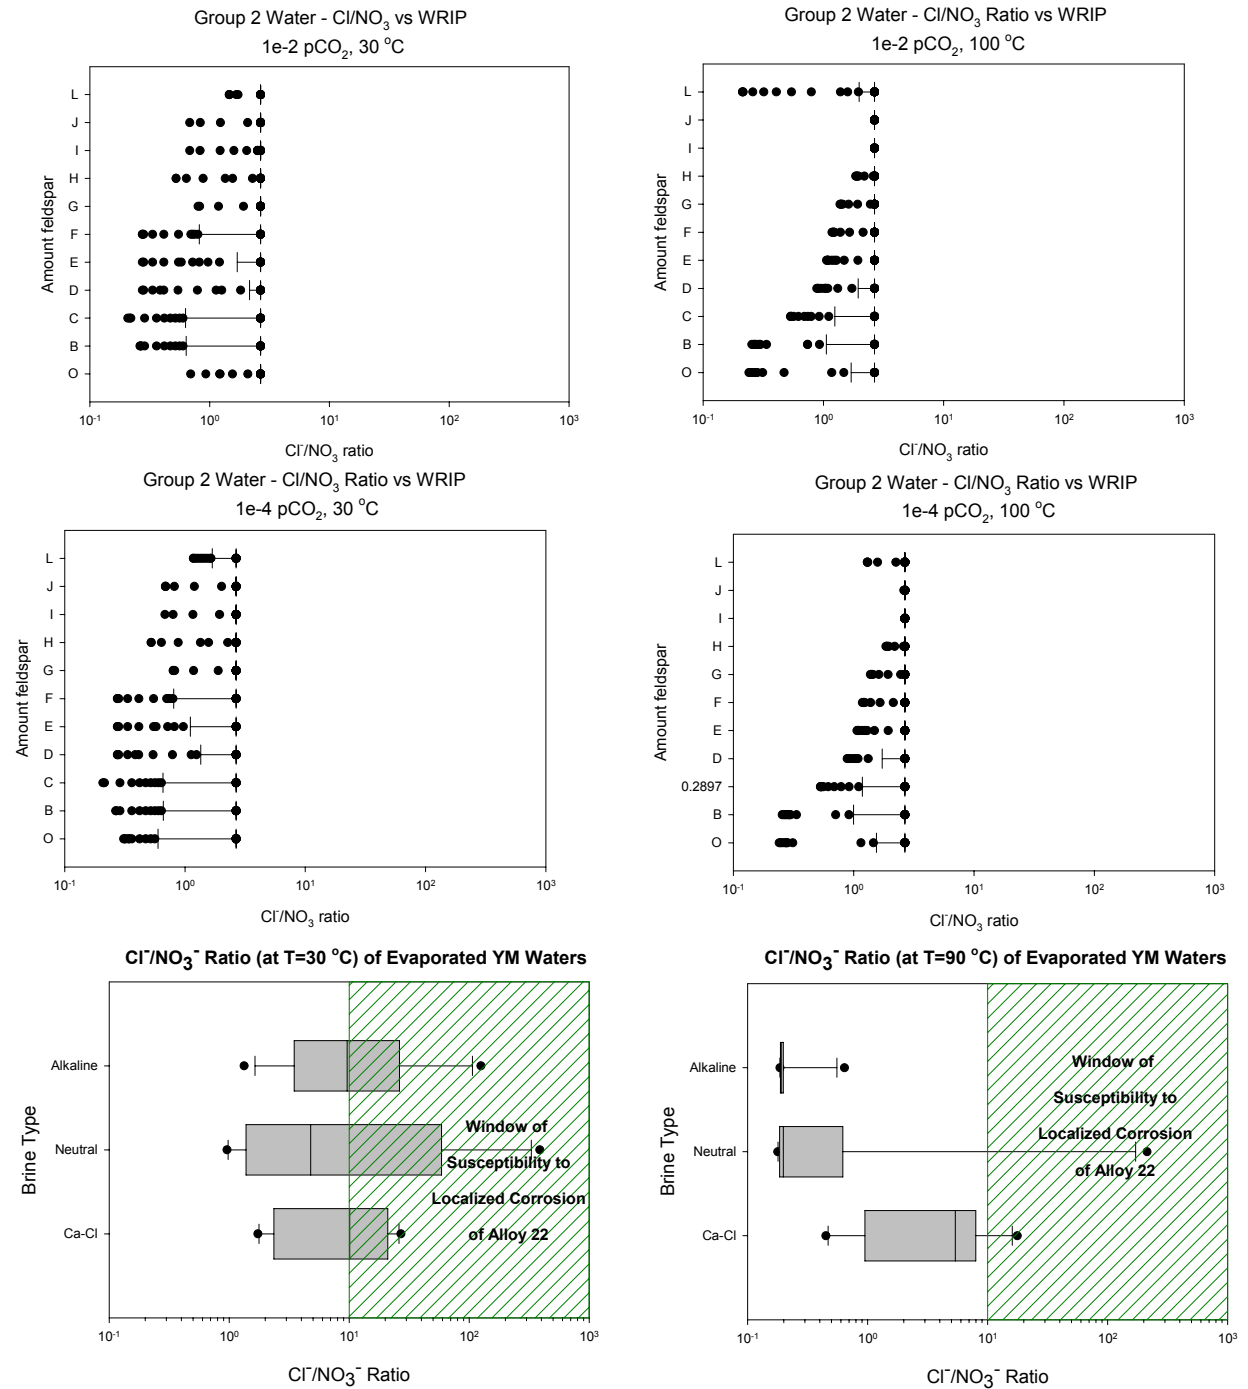 Group 2 Water - Cl/NO3 vs WRIP
1e-2 pCO2, 30 °C
L
J
I
H
G
F
E
D
C
B
O
Amount feldspar
10-1
100
101
102
103
Cl-/NO3 ratio
Group 2 Water - Cl/NO3 Ratio vs WRIP
1e-2 pCO2, 100 °C
L
J
I
H
G
F
E
D
C
B
O
Amount feldspar
10-1
100
101
102
103
Cl-/NO3 ratio
Group 2 Water - Cl/NO3 Ratio vs WRIP
1e-4 pCO2, 30 °C
L
J
I
H
G
F
E
D
C
B
O
Amount feldspar
10-1
100
101
102
103
Cl-/NO3 ratio
Group 2 Water - Cl/NO3 Ratio vs WRIP
1e-4 pCO2, 100 °C
L
J
I
H
G
F
E
D
0.2897
B
O
Amount feldspar
10-1
100
101
102
103
Cl-/NO3 ratio
Cl-/NO3- Ratio (at T=30 °C) of Evaporated YM Waters
Alkaline
Neutral
Ca-Cl
Brine Type
Window of
Susceptibility to
Localized Corrosion
of Alloy 22
10-1
100
101
102
103
Cl-/NO3- Ratio
Cl-/NO3- Ratio (at T=90 °C) of Evaporated YM Waters
Alkaline
Neutral
Ca-Cl
Brine Type
Window of
Susceptibility to
Localized Corrosion
of Alloy 22
10-1
100
101
102
103
Cl-/NO3- Ratio